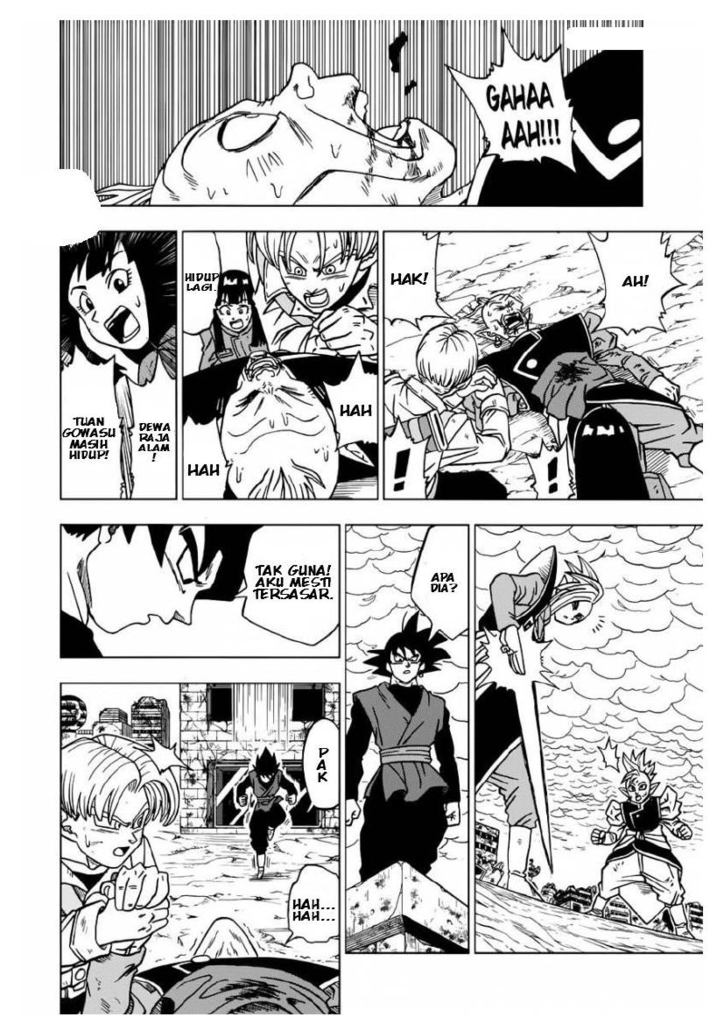 GAHAA
AAH!!!
AH!
HAK!
!
!
HIDUP
LAGI.
HAH
HAH
DEWA
RAJA
ALAM
!
TUAN
GOWASU
MASIH
HIDUP!
APA
DIA?
TAK GUNA!
AKU MESTI
TERSASAR.
PAK
HAH...
HAH...